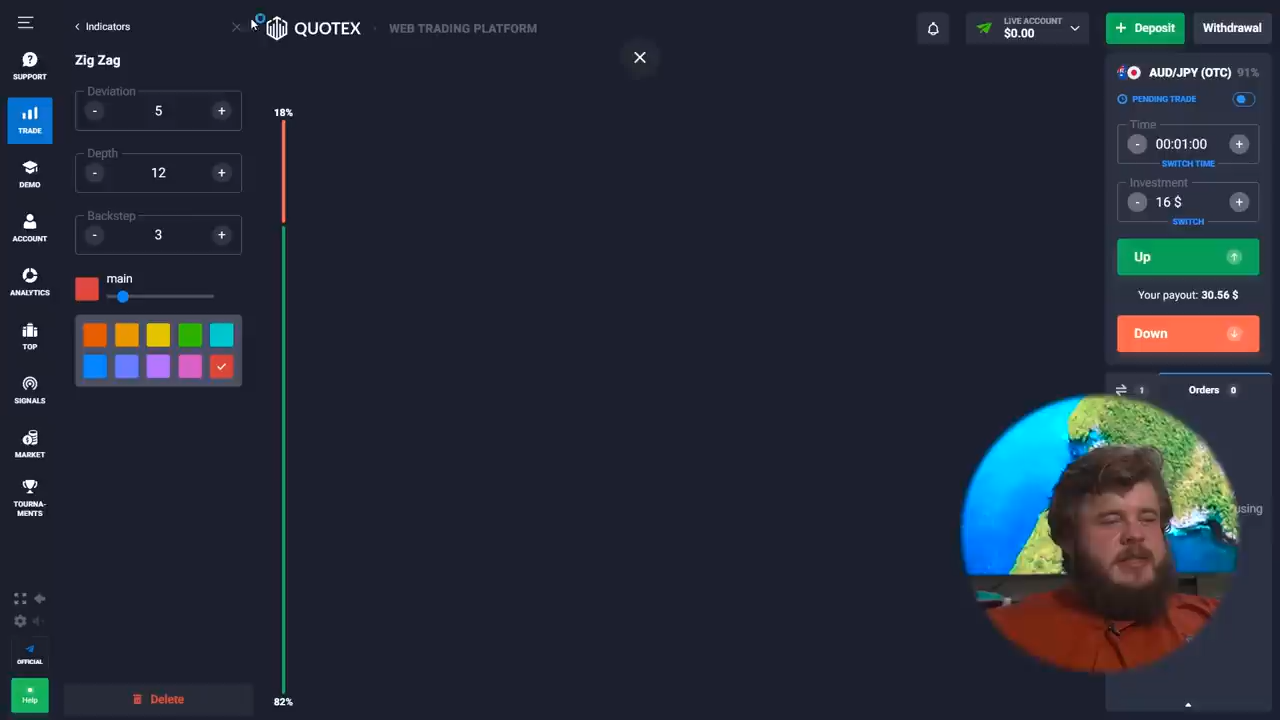 Indicators
QUOTEX
WEB TRADING PLATFORM
LIVE ACCOUNT
$0.00
+ Deposit
Withdrawal
SUPPORT
TRADE
DEMO
ACCOUNT
ANALYTICS
TOP
SIGNALS
MARKET
TOURNA-
MENTS
OFFICIAL
Help
Zig Zag
Deviation
- 5 +
Depth
- 12 +
Backstep
- 3 +
main
Delete
18%
82%
AUD/JPY (OTC) 91%
PENDING TRADE
Time
- 00:01:00 +
SWITCH TIME
Investment
- 16 $ +
SWITCH
Up
Your payout: 30.56 $
Down
1
Orders 0
using